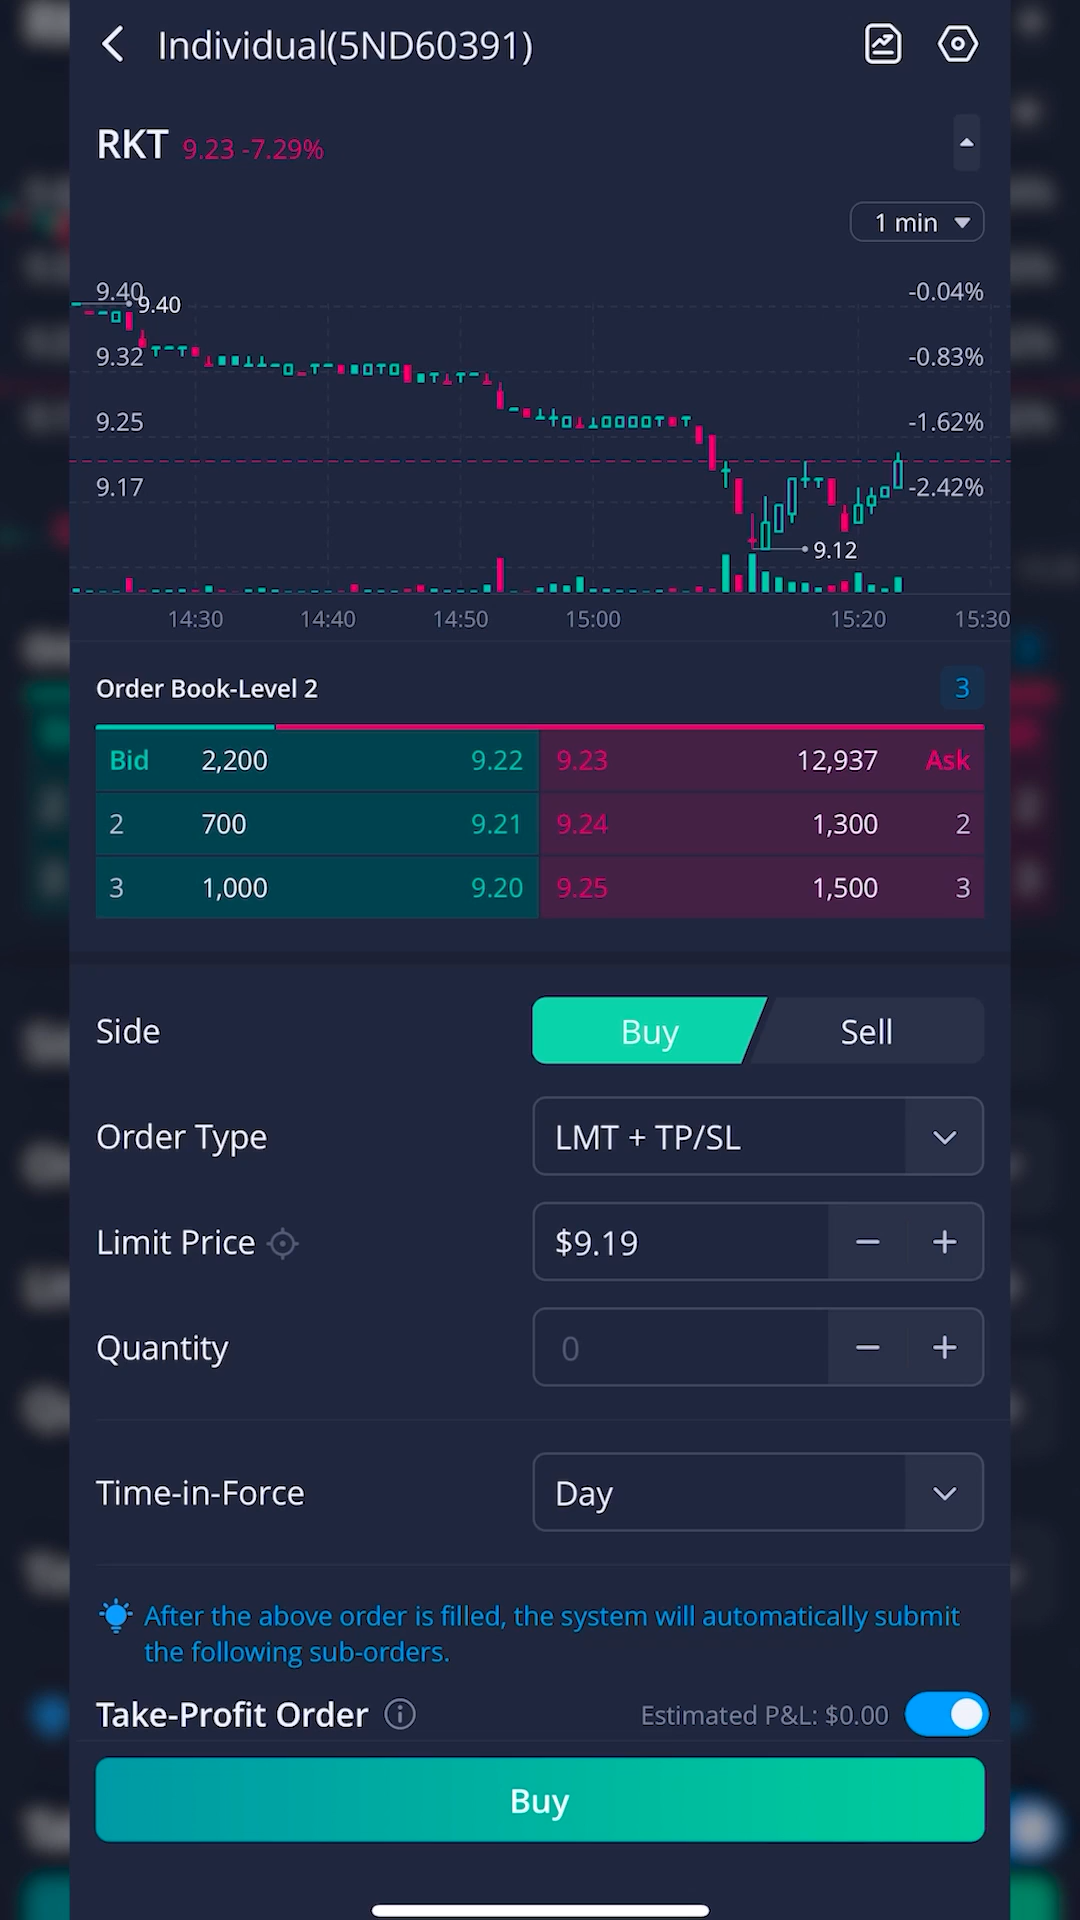 Individual(5ND60391)
RKT 9.23 -7.29%
1 min
9.40 9.40 -0.04%
9.32 -0.83%
9.25 -1.62%
9.17 -2.42%
9.12
14:30 14:40 14:50 15:00 15:20 15:30
Order Book-Level 2 3
Bid 2,200 9.22 9.23 12,937 Ask
2 700 9.21 9.24 1,300 2
3 1,000 9.20 9.25 1,500 3
Side Buy Sell
Order Type LMT + TP/SL
Limit Price $9.19
Quantity 0
Time-in-Force Day
After the above order is filled, the system will automatically submit
the following sub-orders.
Take-Profit Order Estimated P&L: $0.00
Buy